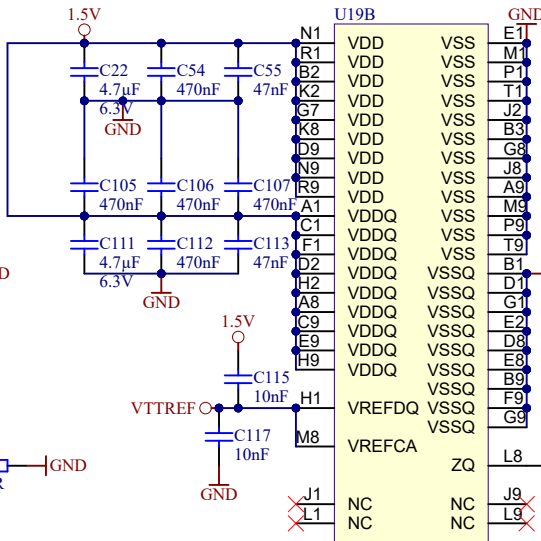 1.5V
U19B
GND
N1 VDD VSS E1
R1 VDD VSS M1
B2 VDD VSS P1
K2 VDD VSS T1
G7 VDD VSS J2
K8 VDD VSS B3
D9 VDD VSS G8
N9 VDD VSS J8
R9 VDD VSS A9
A1 VDDQ VSS M9
C1 VDDQ VSS P9
F1 VDDQ VSS T9
D2 VDDQ VSSQ B1
H2 VDDQ VSSQ D1
A8 VDDQ VSSQ G1
C9 VDDQ VSSQ E2
E9 VDDQ VSSQ D8
H9 VDDQ VSSQ E8
VSSQ B9
H1 VREFDQ VSSQ F9
VSSQ G9
M8 VREFCA
ZQ L8
J1 NC NC J9
L1 NC NC L9
C22
4.7µF
6.3V
C54
470nF
C55
47nF
GND
C105
470nF
C106
470nF
C107
470nF
C111
4.7µF
6.3V
C112
470nF
C113
47nF
GND
1.5V
C115
10nF
VTTREF
C117
10nF
GND
D
GND
R